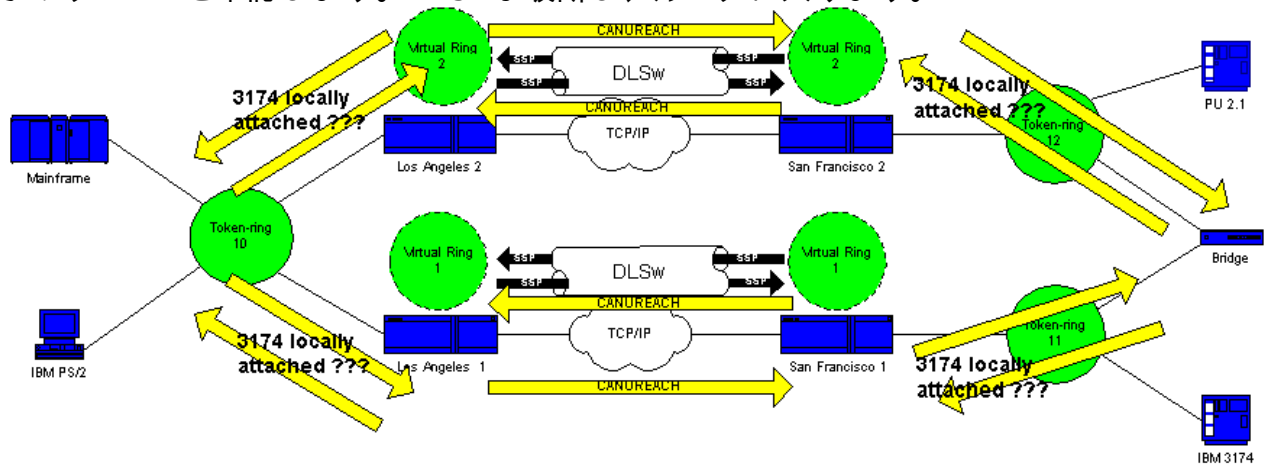 CANUREACH
Virtual Ring
2
SSP
SSP
DLSw
SSP
SSP
Virtual Ring
2
CANUREACH
3174 locally
attached ???
3174 locally
attached ???
PU 2.1
Mainframe
Los Angeles 2
TCP/IP
San Francisco 2
Token-ring
12
Token-ring
10
Virtual Ring
1
SSP
SSP
DLSw
SSP
SSP
Virtual Ring
1
CANUREACH
Bridge
3174 locally
attached ???
IBM PS/2
Los Angeles 1
TCP/IP
San Francisco 1
Token-ring
11
3174 locally
attached ???
CANUREACH
IBM 3174